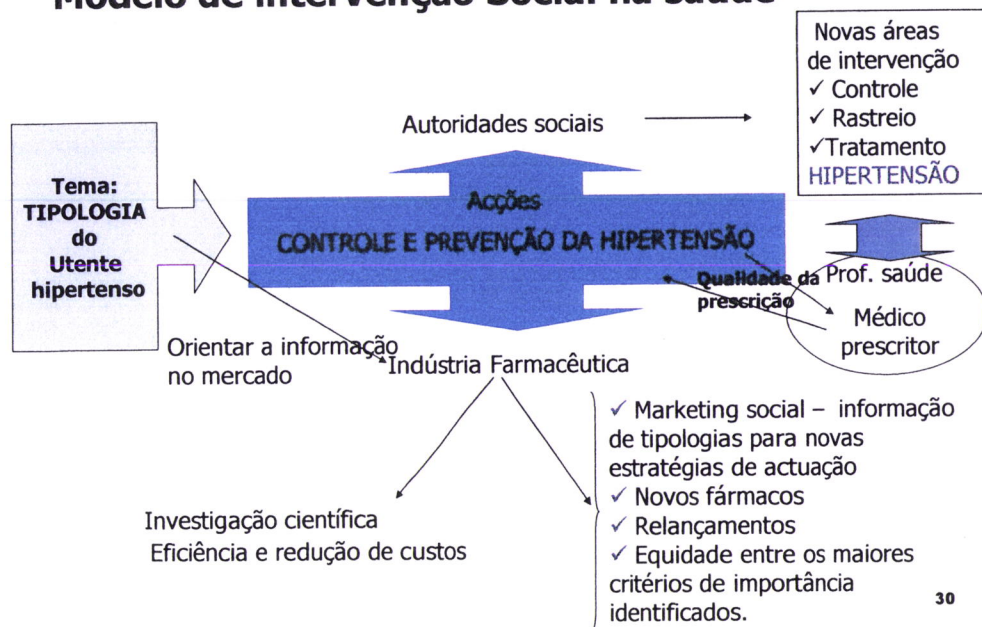 Modelo de intervenção Social na saúde
Novas áreas
de intervenção
✓ Controle
✓ Rastreio
✓Tratamento
HIPERTENSÃO
Autoridades sociais
Tema:
TIPOLOGIA
do
Utente
hipertenso
Acções
CONTROLE E PREVENÇÃO DA HIPERTENSÃO
Qualidade da
prescrição
Prof. saúde
Médico
prescritor
Orientar a informação
no mercado
Indústria Farmacêutica
✓ Marketing social – informação
de tipologias para novas
estratégias de actuação
✓ Novos fármacos
✓ Relançamentos
✓ Equidade entre os maiores
critérios de importância
identificados.
Investigação científica
Eficiência e redução de custos
30